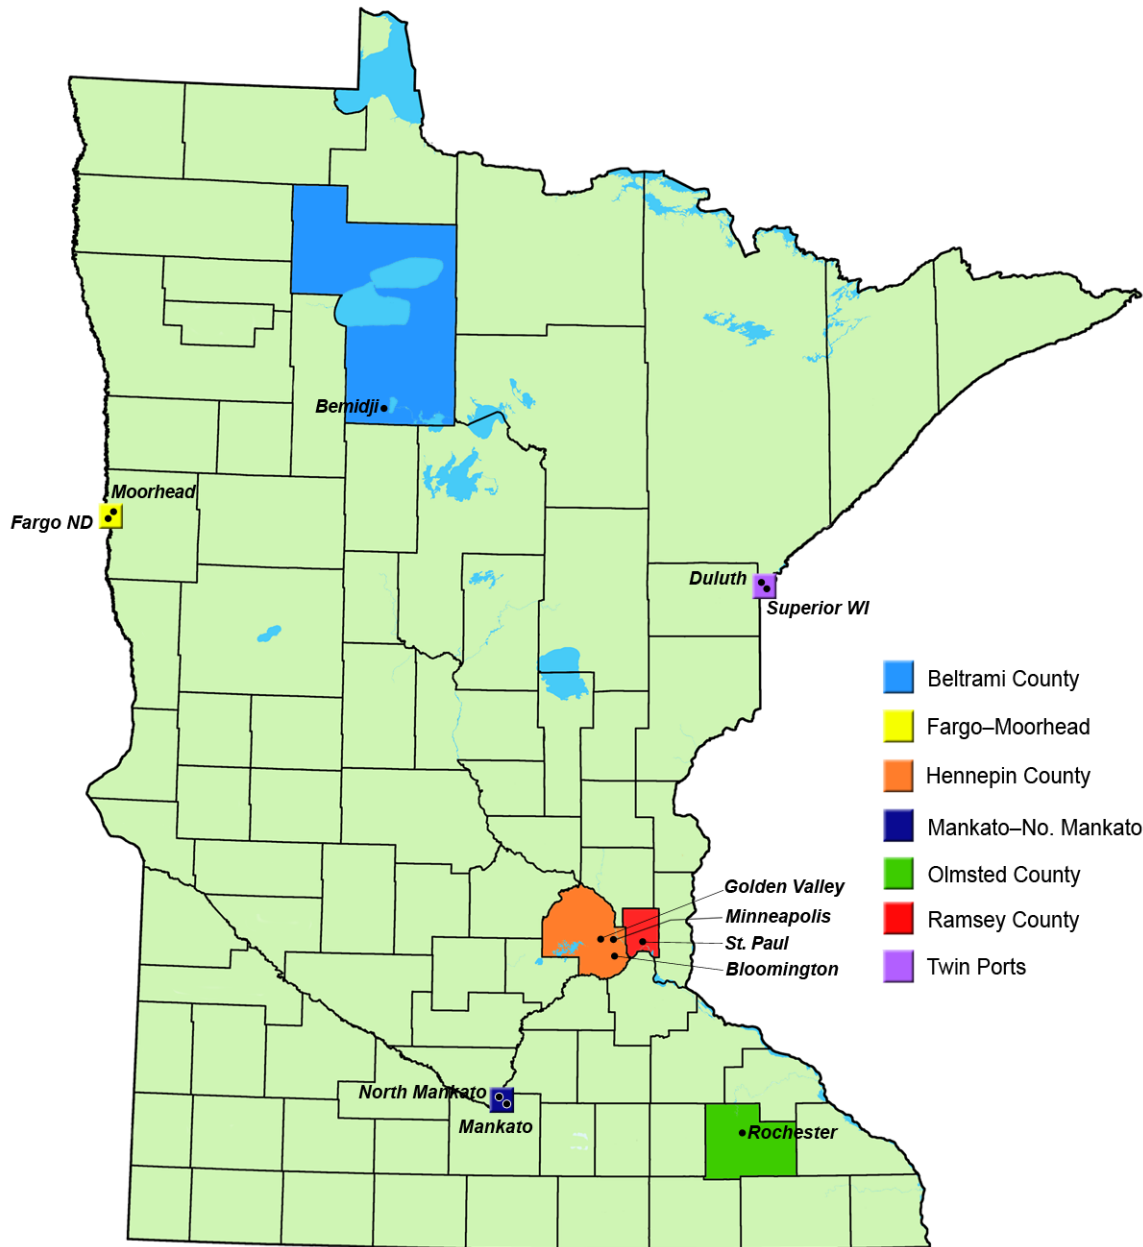 Bemidji
Moorhead
Fargo ND
Duluth
Superior WI
Beltrami County
Fargo–Moorhead
Hennepin County
Mankato–No. Mankato
Olmsted County
Ramsey County
Twin Ports
Golden Valley
Minneapolis
St. Paul
Bloomington
North Mankato
Mankato
Rochester